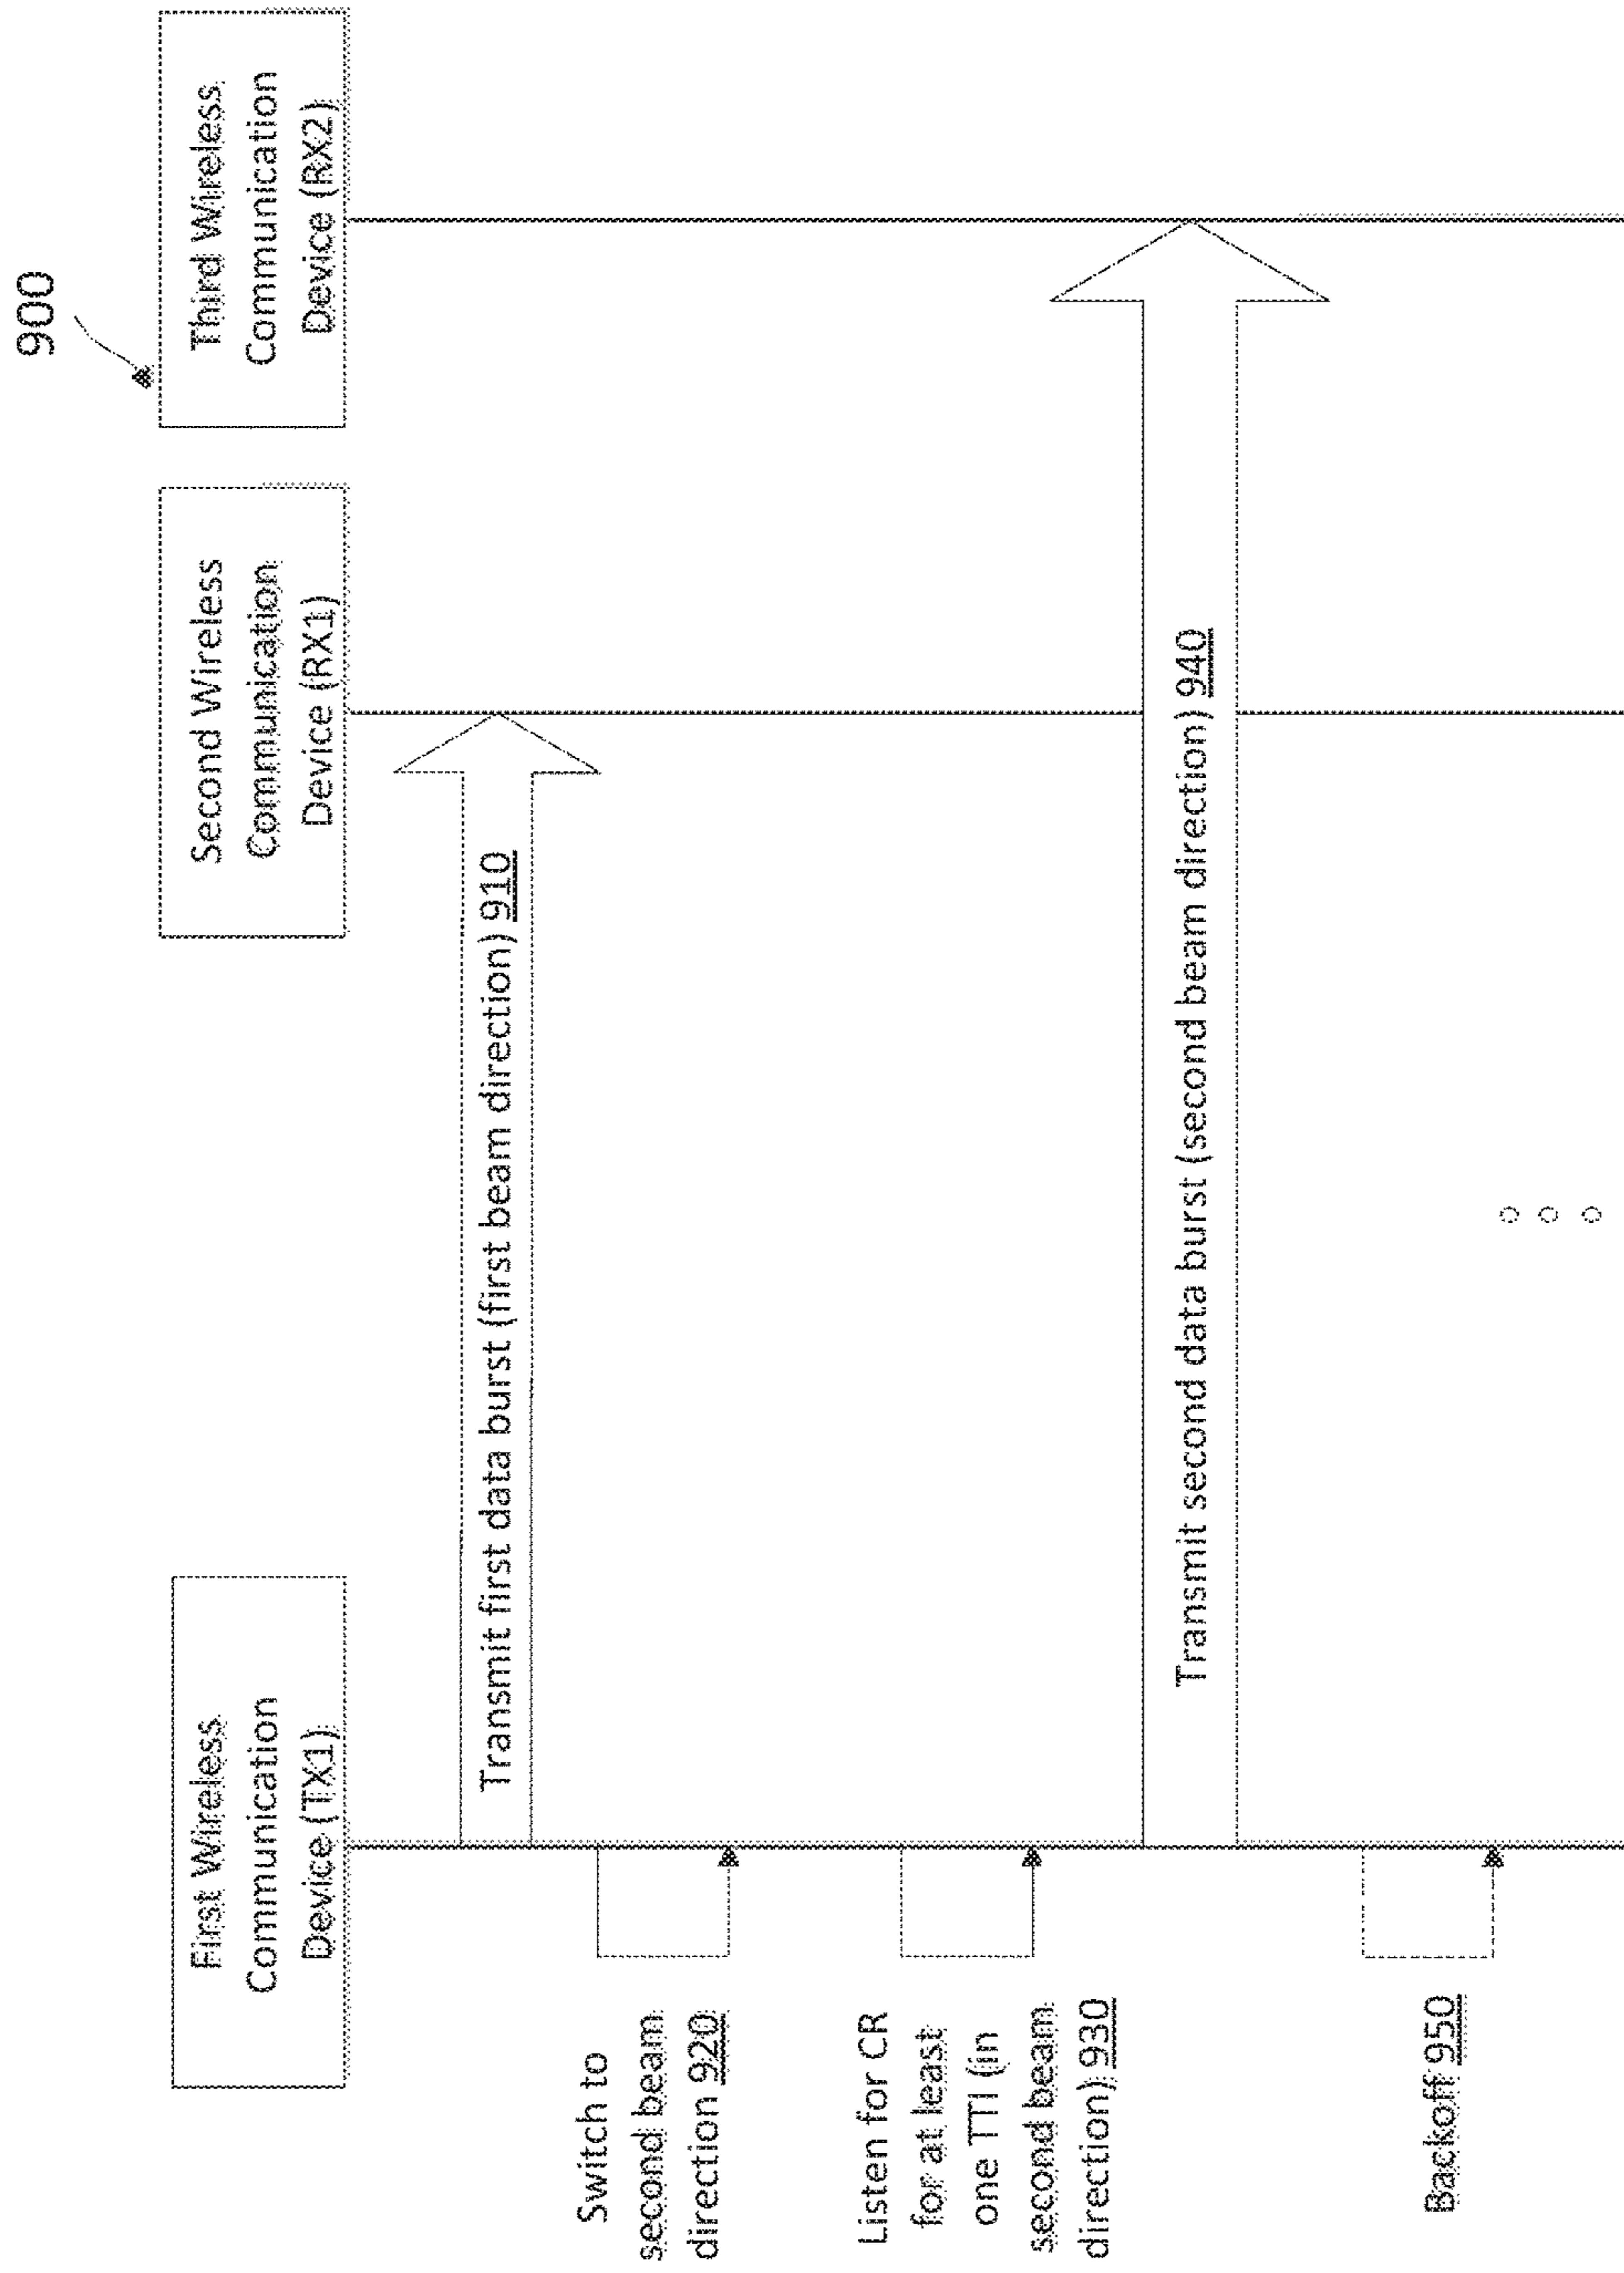 900
First Wireless
Communication
Device (TX1)
Second Wireless
Communication
Device (RX1)
Third Wireless
Communication
Device (RX2)
Transmit first data burst (first beam direction) 910
Switch to
second beam
direction 920
Listen for CR
for at least
one TTI (in
second beam
direction) 930
Transmit second data burst (second beam direction) 940
Backoff 950